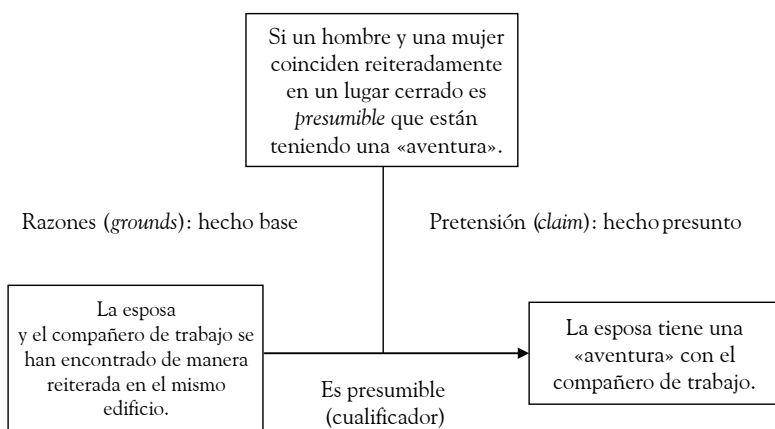 Si un hombre y una mujer
coinciden reiteradamente
en un lugar cerrado es
presumible que están
teniendo una «aventura».
Razones (grounds): hecho base
Pretensión (claim): hecho presunto
La esposa
y el compañero de trabajo se
han encontrado de manera
reiterada en el mismo
edificio.
Es presumible
(cualificador)
La esposa tiene una
«aventura» con el
compañero de trabajo.